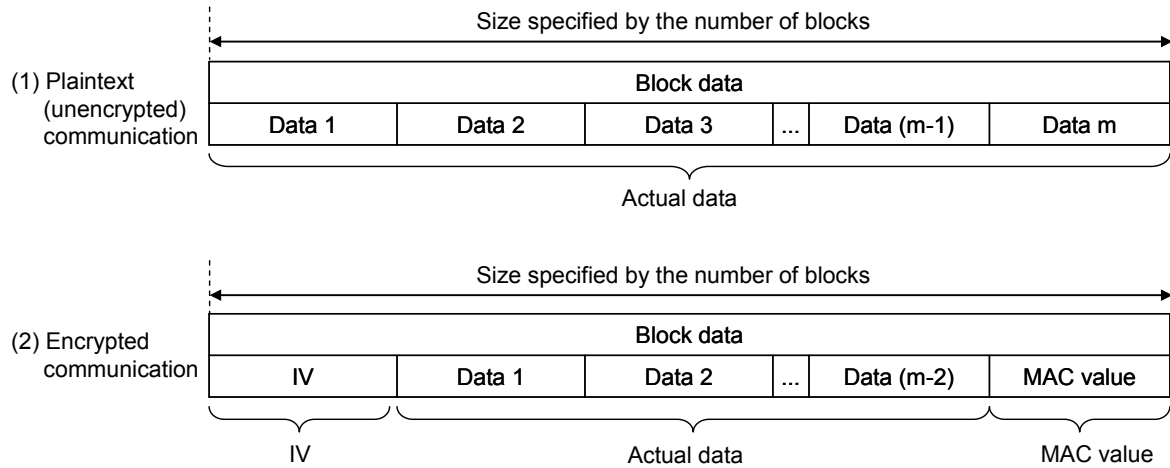 Size specified by the number of blocks
(1) Plaintext
(unencrypted)
communication
Block data
Data 1 Data 2 Data 3 ... Data (m-1) Data m
Actual data
Size specified by the number of blocks
(2) Encrypted
communication
Block data
IV Data 1 Data 2 ... Data (m-2) MAC value
IV Actual data MAC value